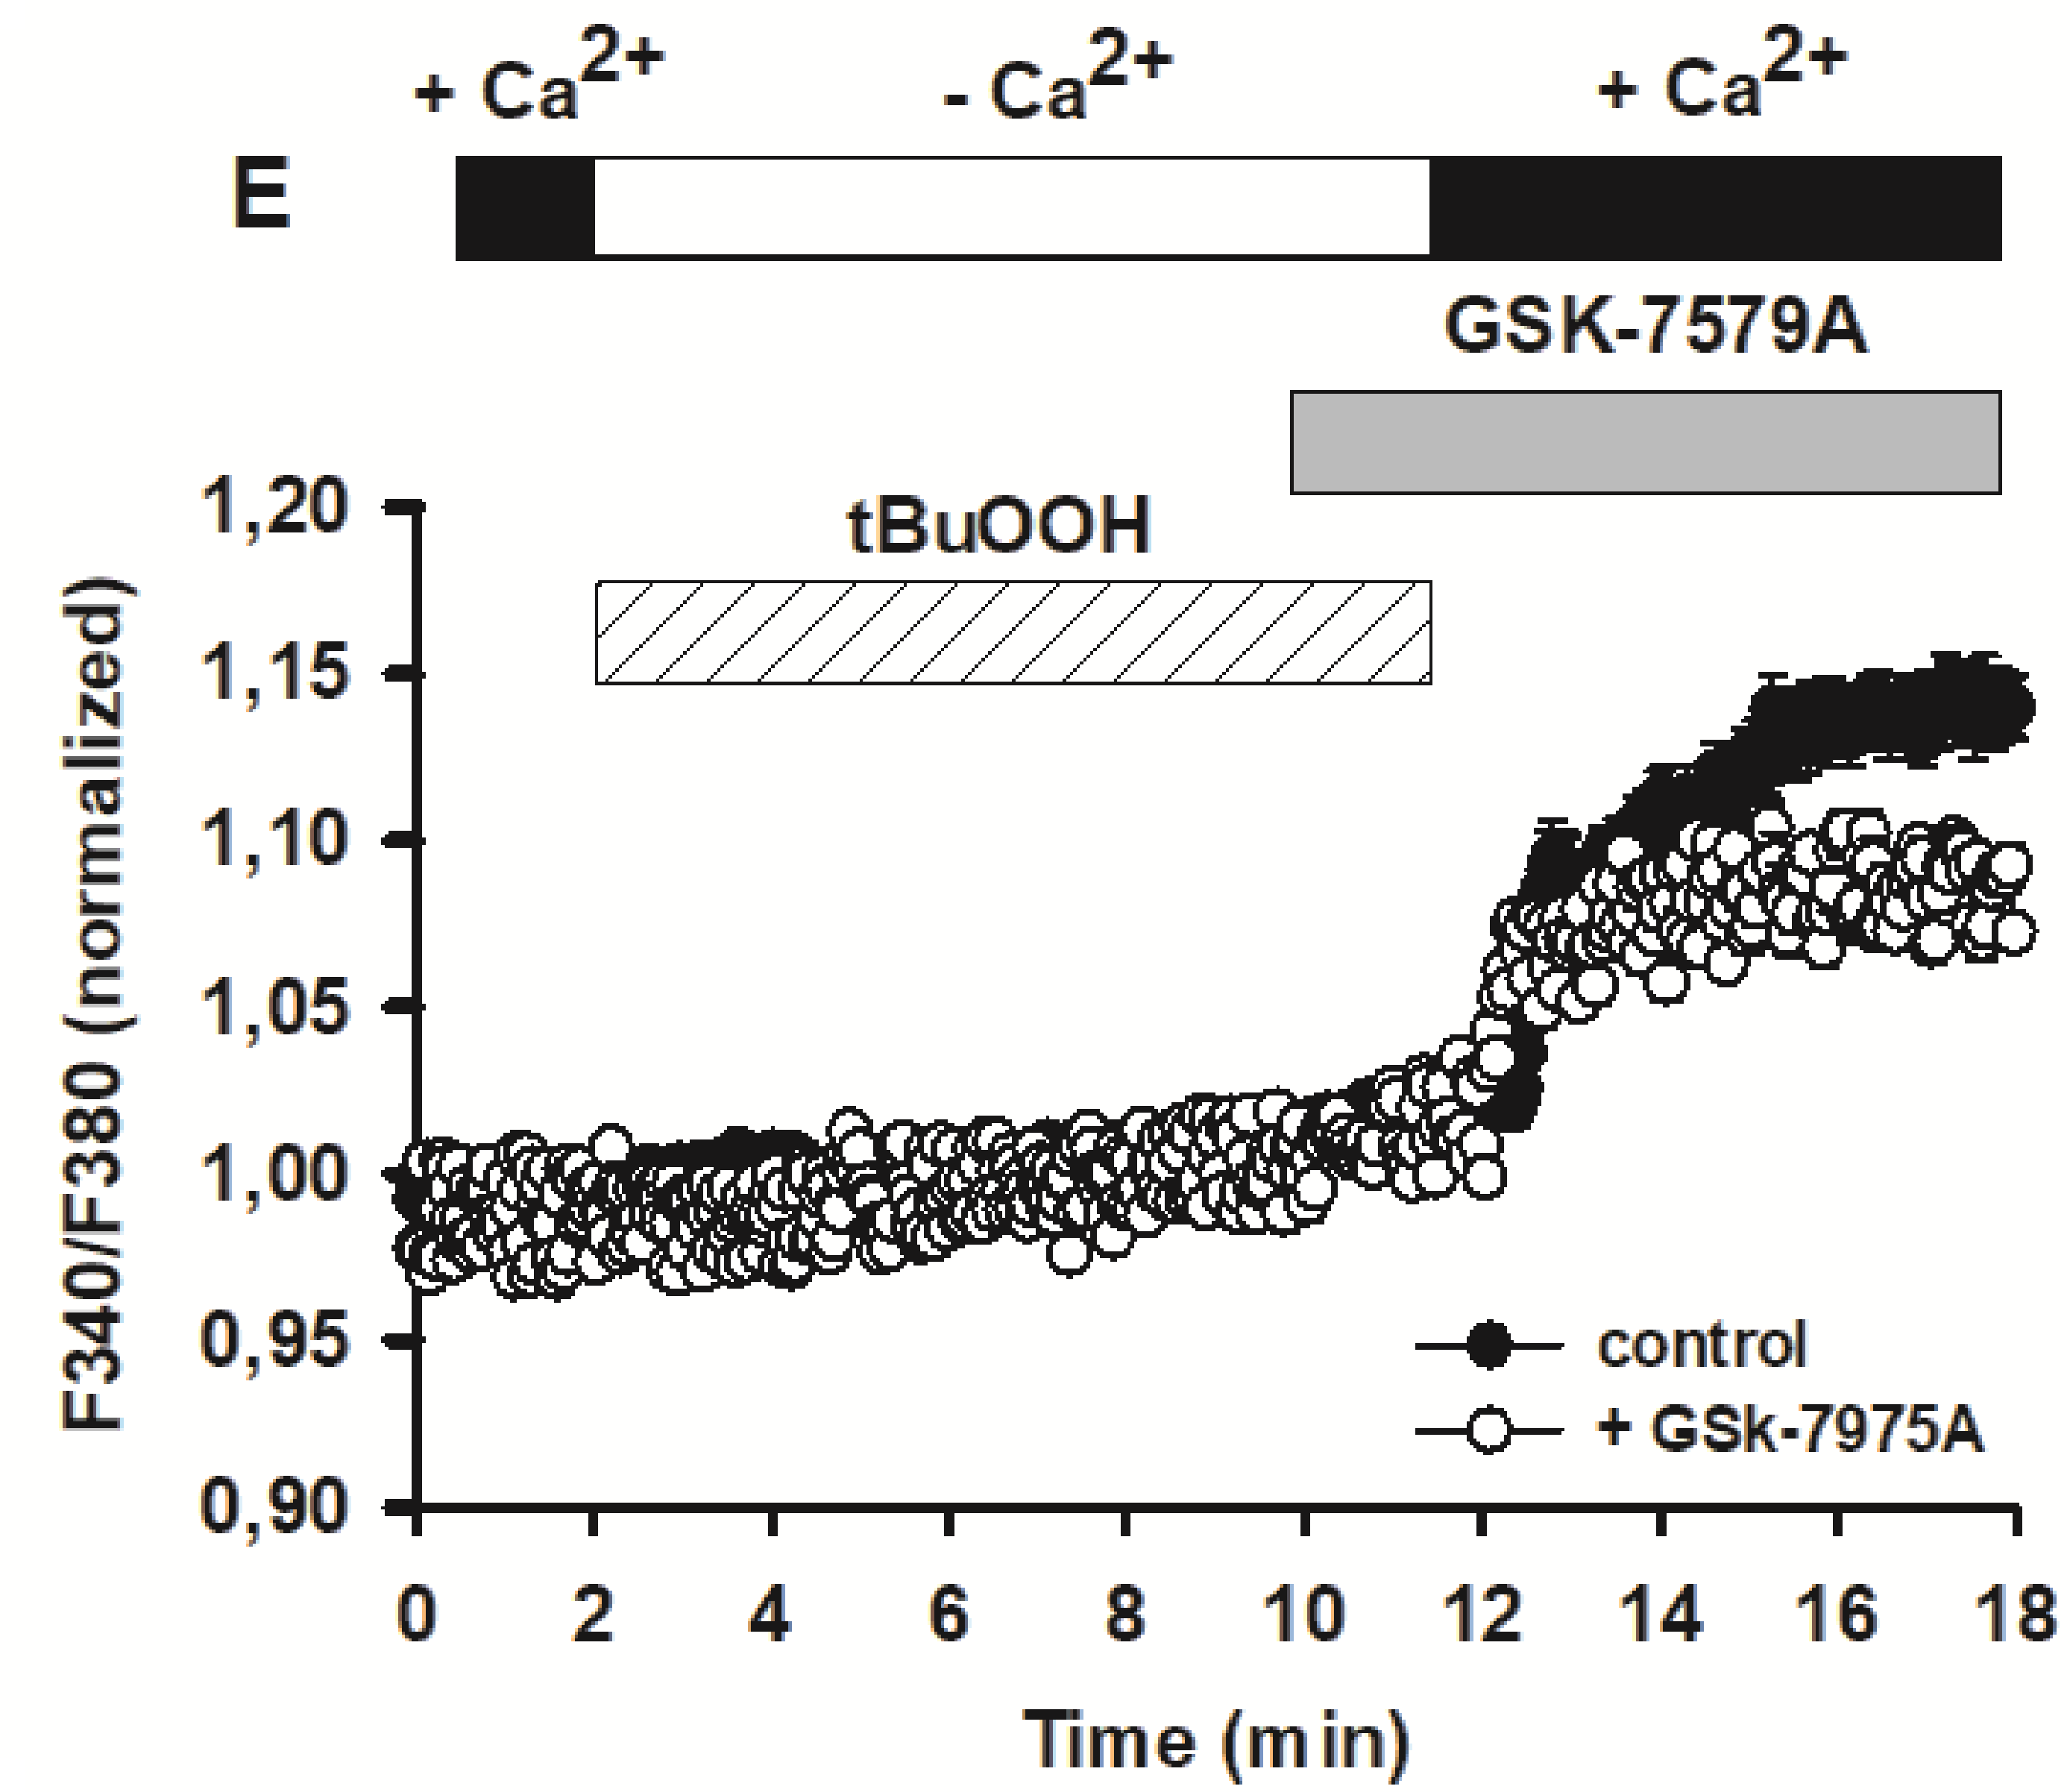 + Ca2+ - Ca2+ + Ca2+
E
GSK-7579A
tBuOOH
1,20
1,15
1,10
1,05
1,00
0,95
0,90
F340/F380 (normalized)
control
+ GSk-7975A
0 2 4 6 8 10 12 14 16 18
Time (min)